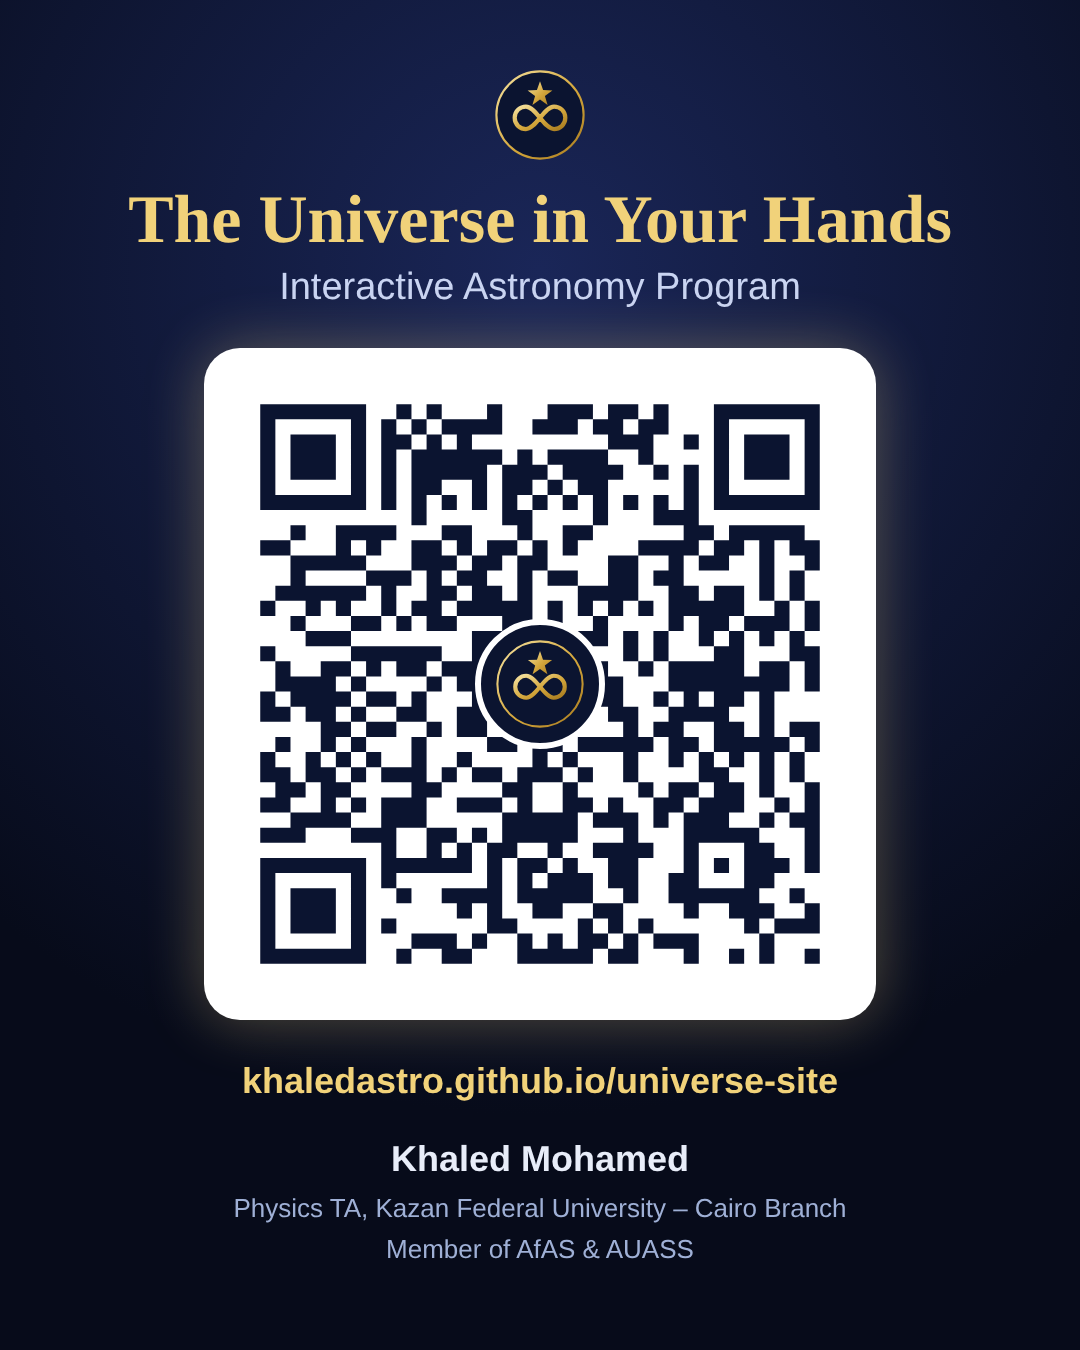 The Universe in Your Hands
Interactive Astronomy Program
khaledastro.github.io/universe-site
Khaled Mohamed
Physics TA, Kazan Federal University – Cairo Branch
Member of AfAS & AUASS